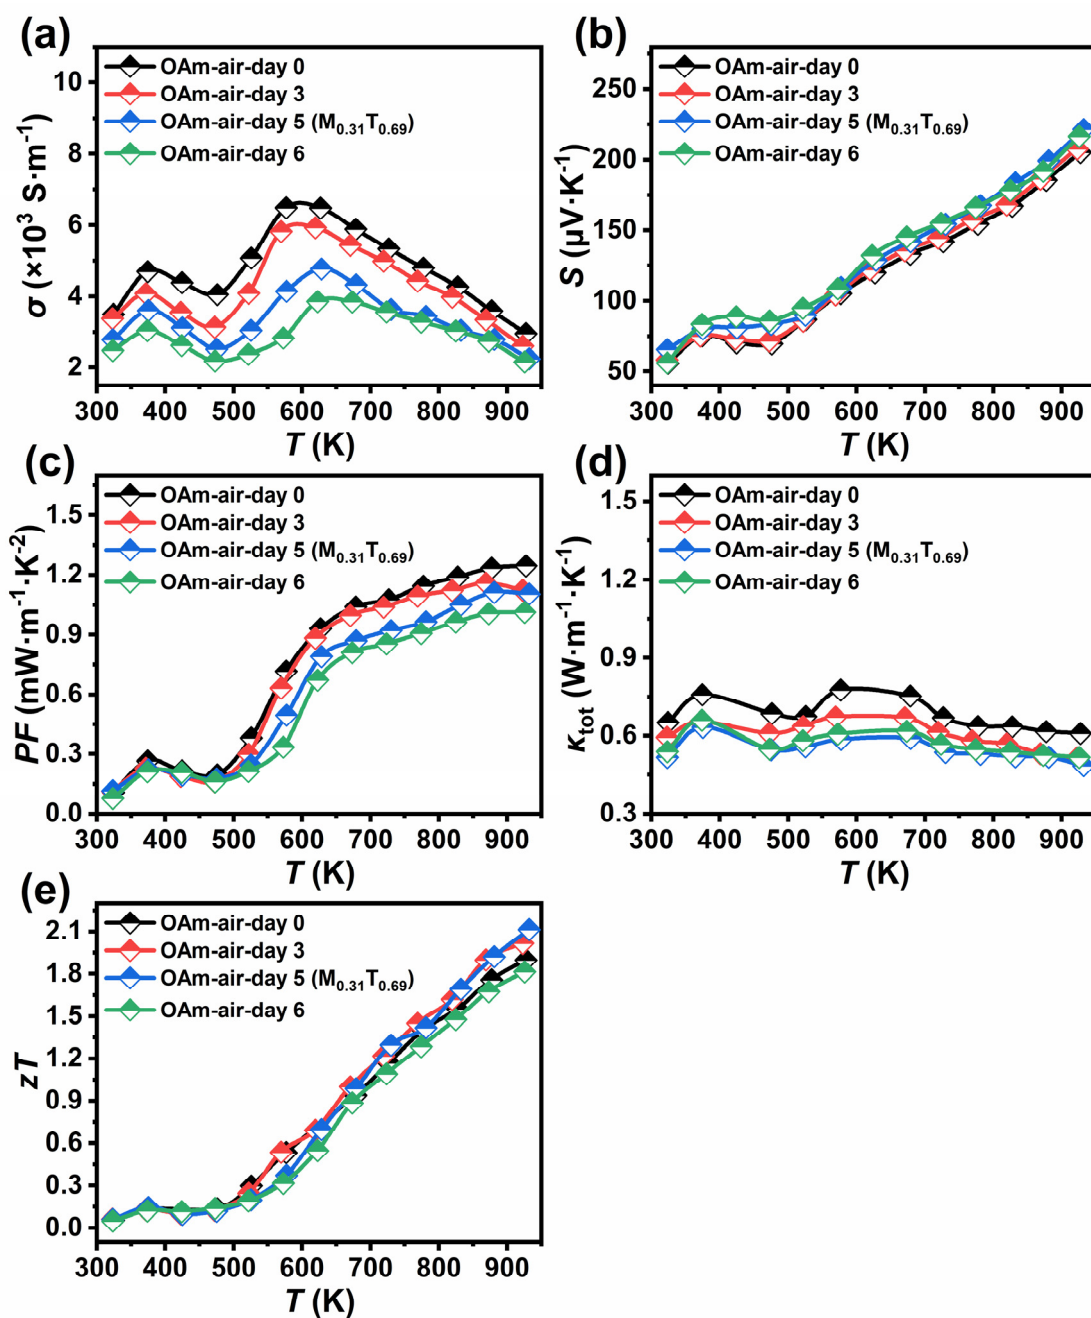 (a)
OAm-air-day 0
OAm-air-day 3
OAm-air-day 5 (M0.31T0.69)
OAm-air-day 6
σ (×10³ S·m⁻¹)
10
8
6
4
2
300 400 500 600 700 800 900
T (K)
(b)
OAm-air-day 0
OAm-air-day 3
OAm-air-day 5 (M0.31T0.69)
OAm-air-day 6
S (μV·K⁻¹)
250
200
150
100
50
300 400 500 600 700 800 900
T (K)
(c)
OAm-air-day 0
OAm-air-day 3
OAm-air-day 5 (M0.31T0.69)
OAm-air-day 6
PF (mW·m⁻¹·K⁻²)
1.5
1.2
0.9
0.6
0.3
0.0
300 400 500 600 700 800 900
T (K)
(d)
OAm-air-day 0
OAm-air-day 3
OAm-air-day 5 (M0.31T0.69)
OAm-air-day 6
κtot (W·m⁻¹·K⁻¹)
1.5
1.2
0.9
0.6
0.3
300 400 500 600 700 800 900
T (K)
(e)
OAm-air-day 0
OAm-air-day 3
OAm-air-day 5 (M0.31T0.69)
OAm-air-day 6
zT
2.1
1.8
1.5
1.2
0.9
0.6
0.3
0.0
300 400 500 600 700 800 900
T (K)